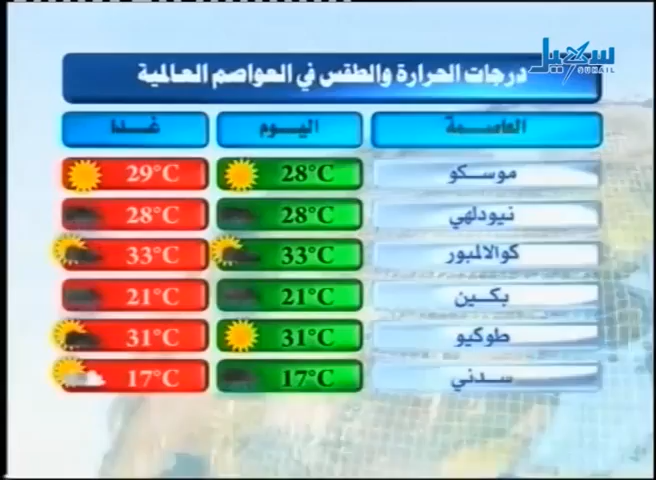 سهيل
SUHAIL
درجات الحرارة والطقس في العواصم العالمية
العاصمة اليوم غدا
موسكو 28°C 29°C
نيودلهي 28°C 28°C
كوالالمبور 33°C 33°C
بكين 21°C 21°C
طوكيو 31°C 31°C
سدني 17°C 17°C